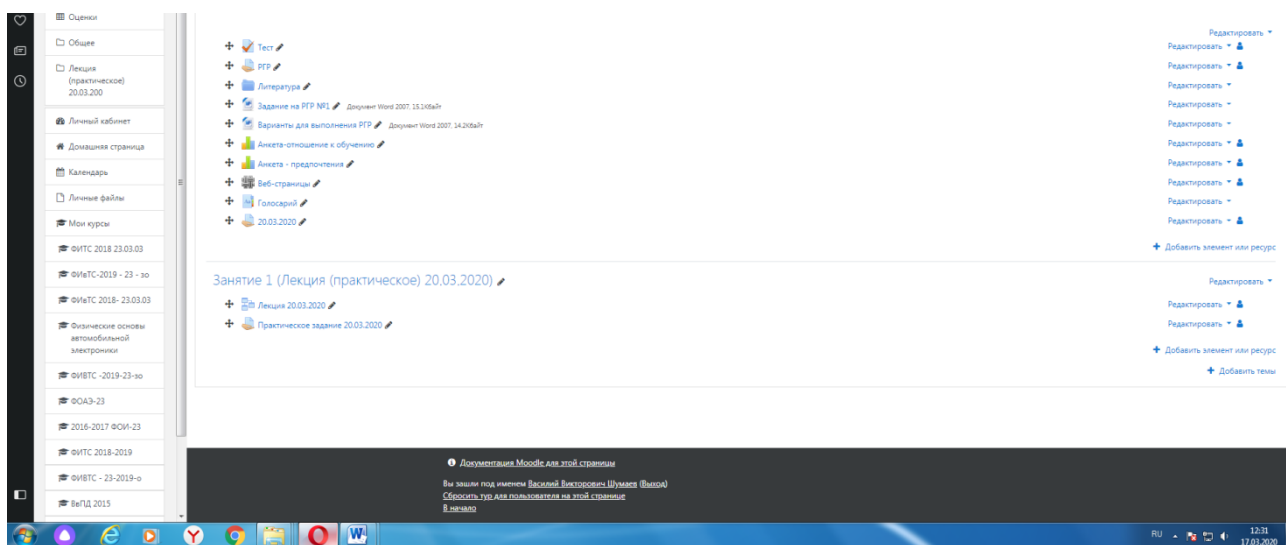 Оценки
Общее
Лекция
(практическое)
20.03.200
Личный кабинет
Домашняя страница
Календарь
Личные файлы
Мои курсы
ФИТС 2018 23.03.03
ФИвТС-2019 - 23 - зо
ФИвТС 2018- 23.03.03
Физические основы
автомобильной
электроники
ФИВТС -2019-23-зо
ФОАЭ-23
2016-2017 ФОИ-23
ФИТС 2018-2019
ФИВТС - 23-2019-о
ВеПД 2015
Редактировать
Тест Редактировать
РГР Редактировать
Литература Редактировать
Задание на РГР №1 Документ Word 2007, 15.1Кбайт Редактировать
Варианты для выполнения РГР Документ Word 2007, 14.2Кбайт Редактировать
Анкета-отношение к обучению Редактировать
Анкета - предпочтения Редактировать
Веб-страницы Редактировать
Голосарий Редактировать
20.03.2020 Редактировать
Добавить элемент или ресурс
Занятие 1 (Лекция (практическое) 20.03.2020) Редактировать
Лекция 20.03.2020 Редактировать
Практическое задание 20.03.2020 Редактировать
Добавить элемент или ресурс
Добавить темы
Документация Moodle для этой страницы
Вы зашли под именем Василий Викторович Шумаев (Выход)
Сбросить тур для пользователя на этой странице
В начало
RU 12:31
17.03.2020